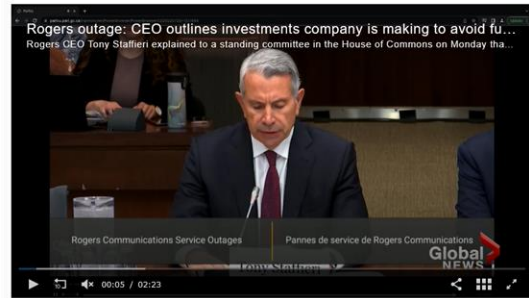 Rogers outage: CEO outlines investments company is making to avoid fu...
Rogers CEO Tony Staffieri explained to a standing committee in the House of Commons on Monday tha...
Rogers Communications Service Outages
Pannes de service de Rogers Communications
Tony Staffieri
Global
NEWS
00:05 / 02:23